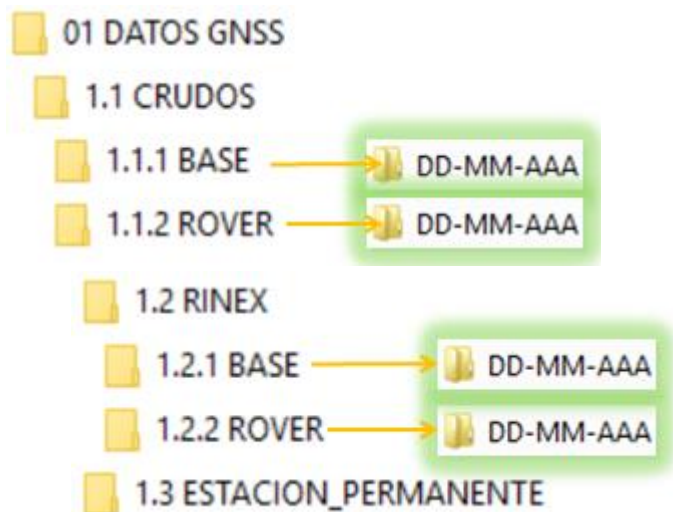 01 DATOS GNSS
1.1 CRUDOS
1.1.1 BASE DD-MM-AAA
1.1.2 ROVER DD-MM-AAA
1.2 RINEX
1.2.1 BASE DD-MM-AAA
1.2.2 ROVER DD-MM-AAA
1.3 ESTACION_PERMANENTE